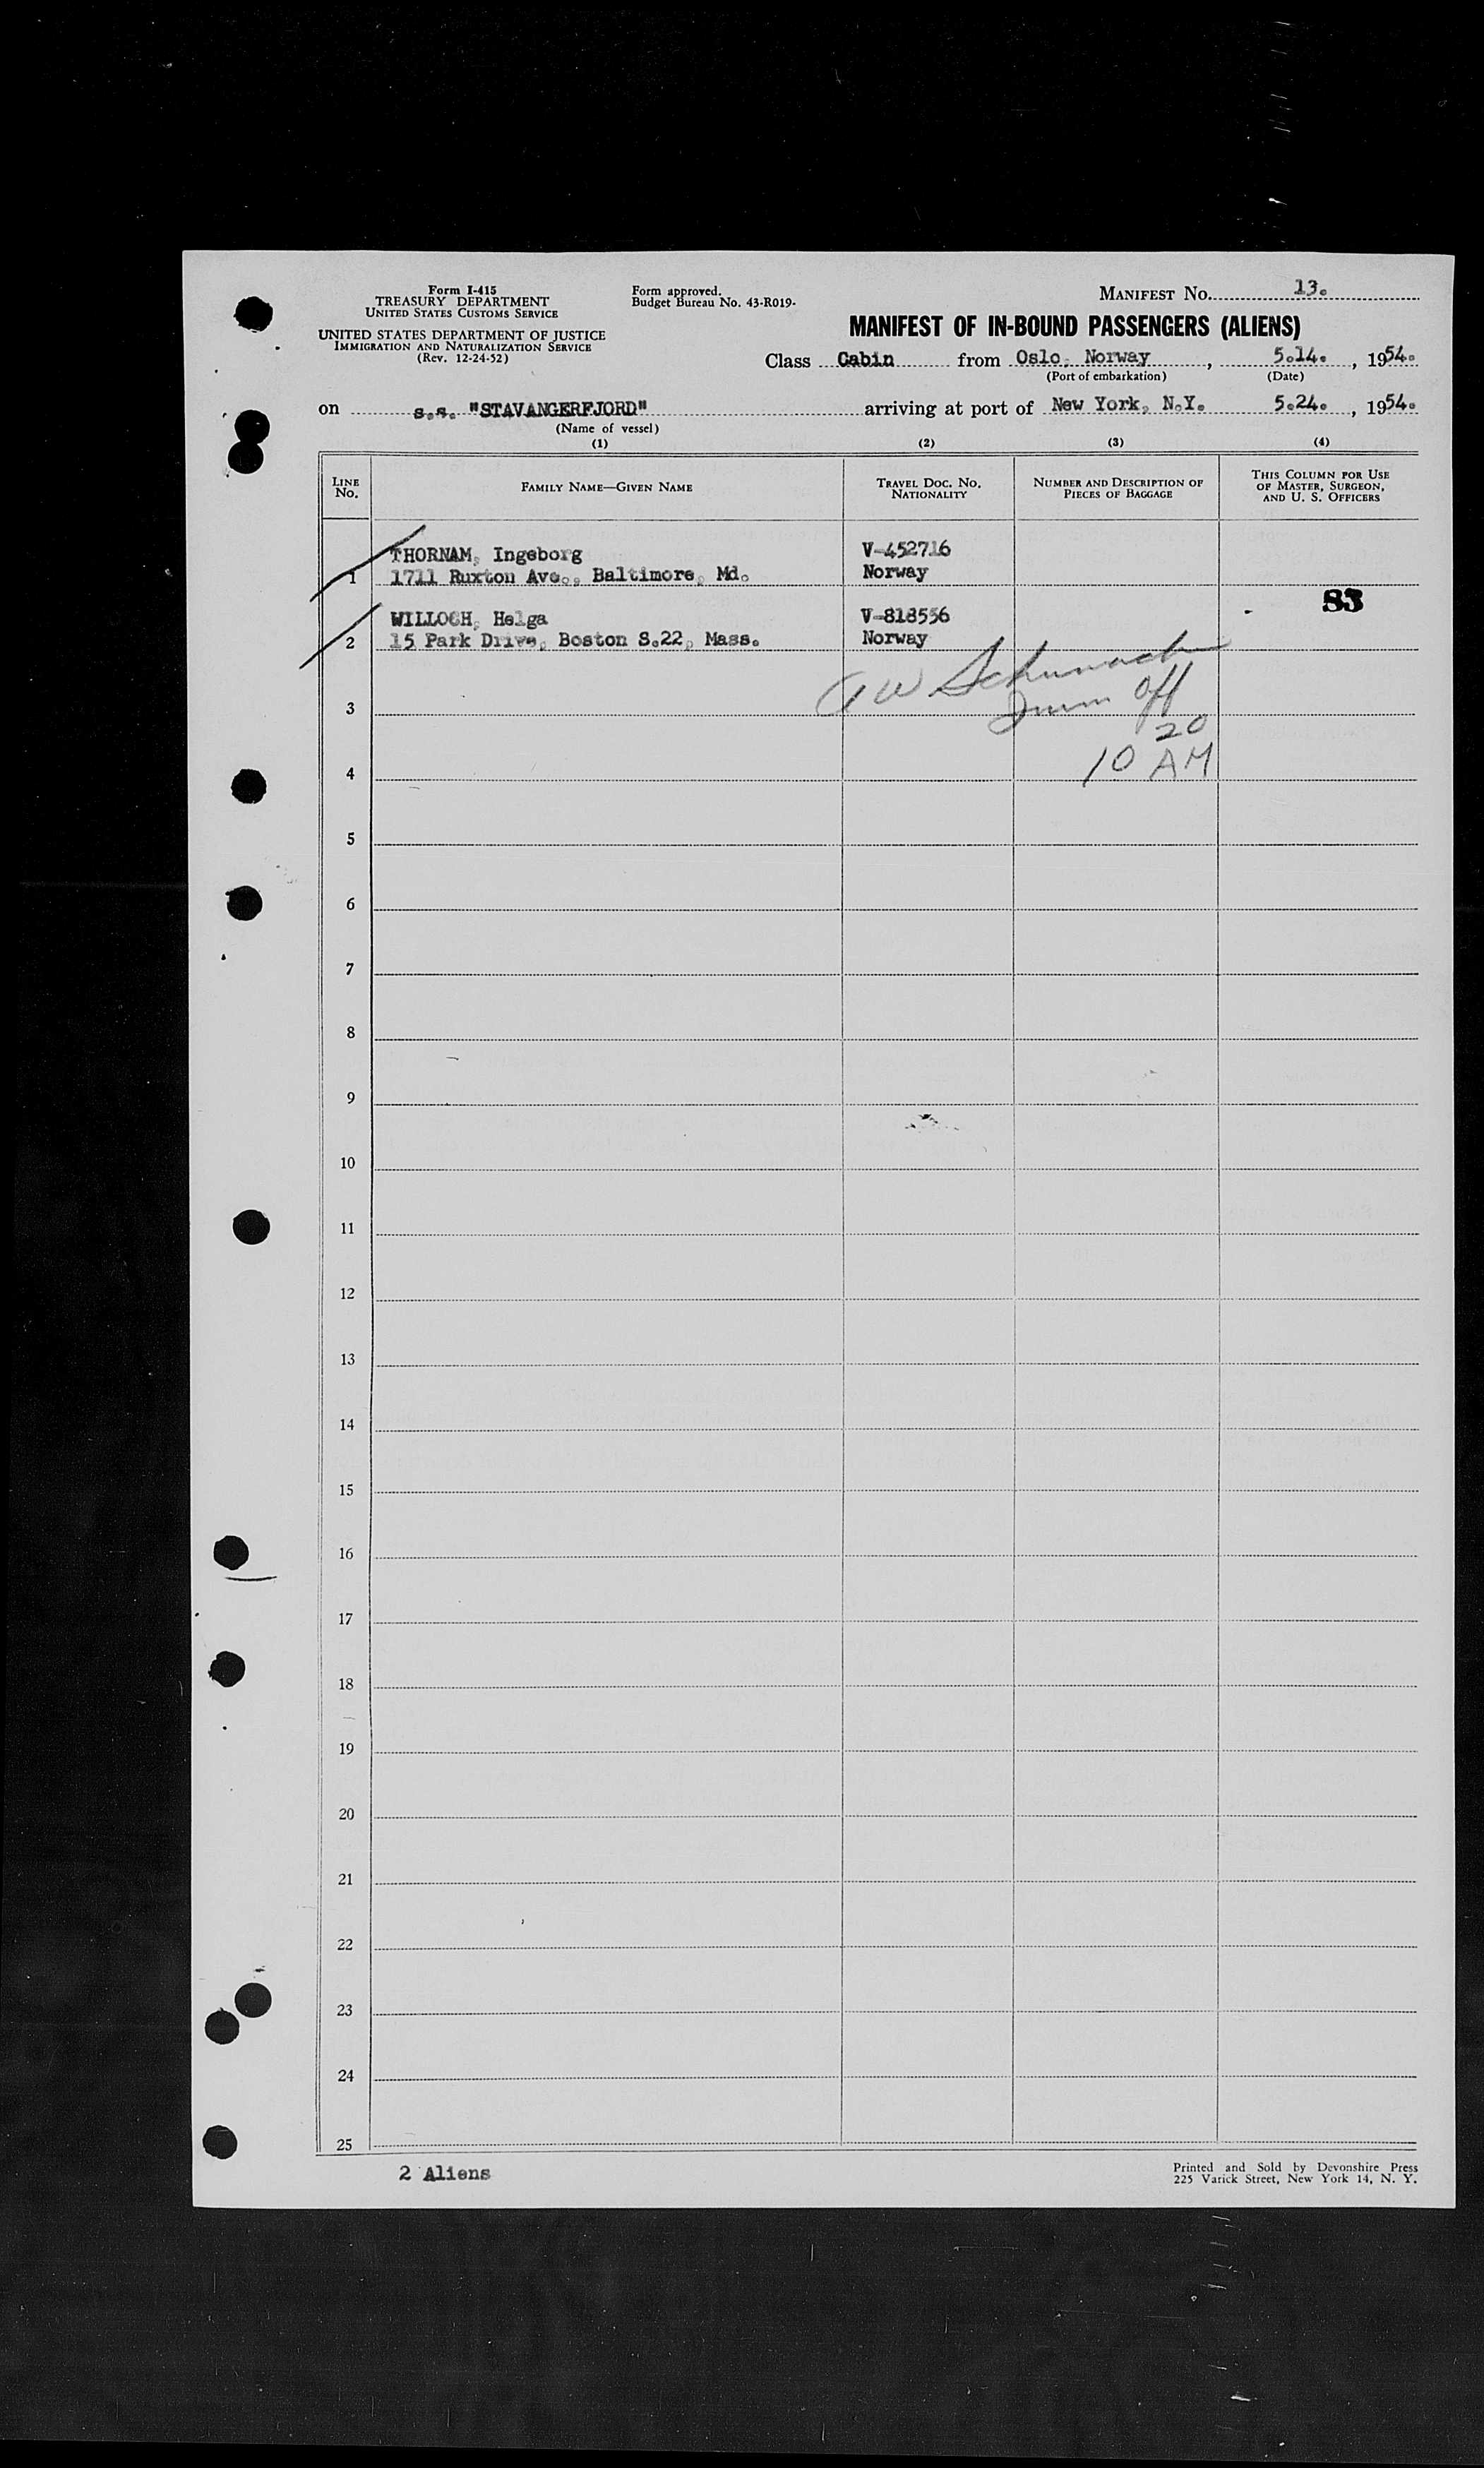 Form I-415
TREASURY DEPARTMENT
UNITED STATES CUSTOMS SERVICE
UNITED STATES DEPARTMENT OF JUSTICE
IMMIGRATION AND NATURALIZATION SERVICE
(Rev. 12-24-52)
Form approved.
Budget Bureau No. 43-R019-
MANIFEST No. 13.
MANIFEST OF IN-BOUND PASSENGERS (ALIENS)
Class Cabin from Oslo, Norway, 5.14., 1954.
(Port of embarkation) (Date)
on s.s. "STAVANGERFJORD" arriving at port of New York, N.Y. 5.24., 1954.
(Name of vessel)
(1) (2) (3) (4)
LINE No. FAMILY NAME—GIVEN NAME TRAVEL DOC. NO. NATIONALITY NUMBER AND DESCRIPTION OF PIECES OF BAGGAGE THIS COLUMN FOR USE OF MASTER, SURGEON, AND U. S. OFFICERS
THORNAM, Ingeborg V-452716
1 1711 Ruxton Ave., Baltimore, Md. Norway
83
WILLOCH, Helga V-818556
2 15 Park Drive, Boston S.22, Mass. Norway
3
Off
20
4 10 AM
5
6
7
8
9
10
11
12
13
14
15
16
17
18
19
20
21
22
23
24
25
2 Aliens
Printed and Sold by Devonshire Press
225 Varick Street, New York 14, N. Y.